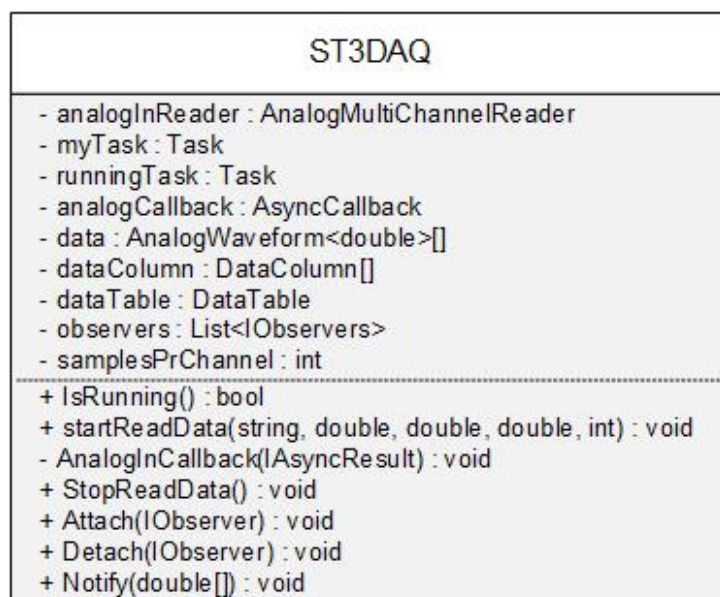 ST3DAQ
- analogInReader : AnalogMultiChannelReader
- myTask : Task
- runningTask : Task
- analogCallback : AsyncCallback
- data : AnalogWaveform<double>[]
- dataColumn : DataColumn[]
- dataTable : DataTable
- observers : List<IObservers>
- samplesPrChannel : int
+ IsRunning() : bool
+ startReadData(string, double, double, double, int) : void
- AnalogInCallback(IAsyncResult) : void
+ StopReadData() : void
+ Attach(IObserver) : void
+ Detach(IObserver) : void
+ Notify(double[]) : void